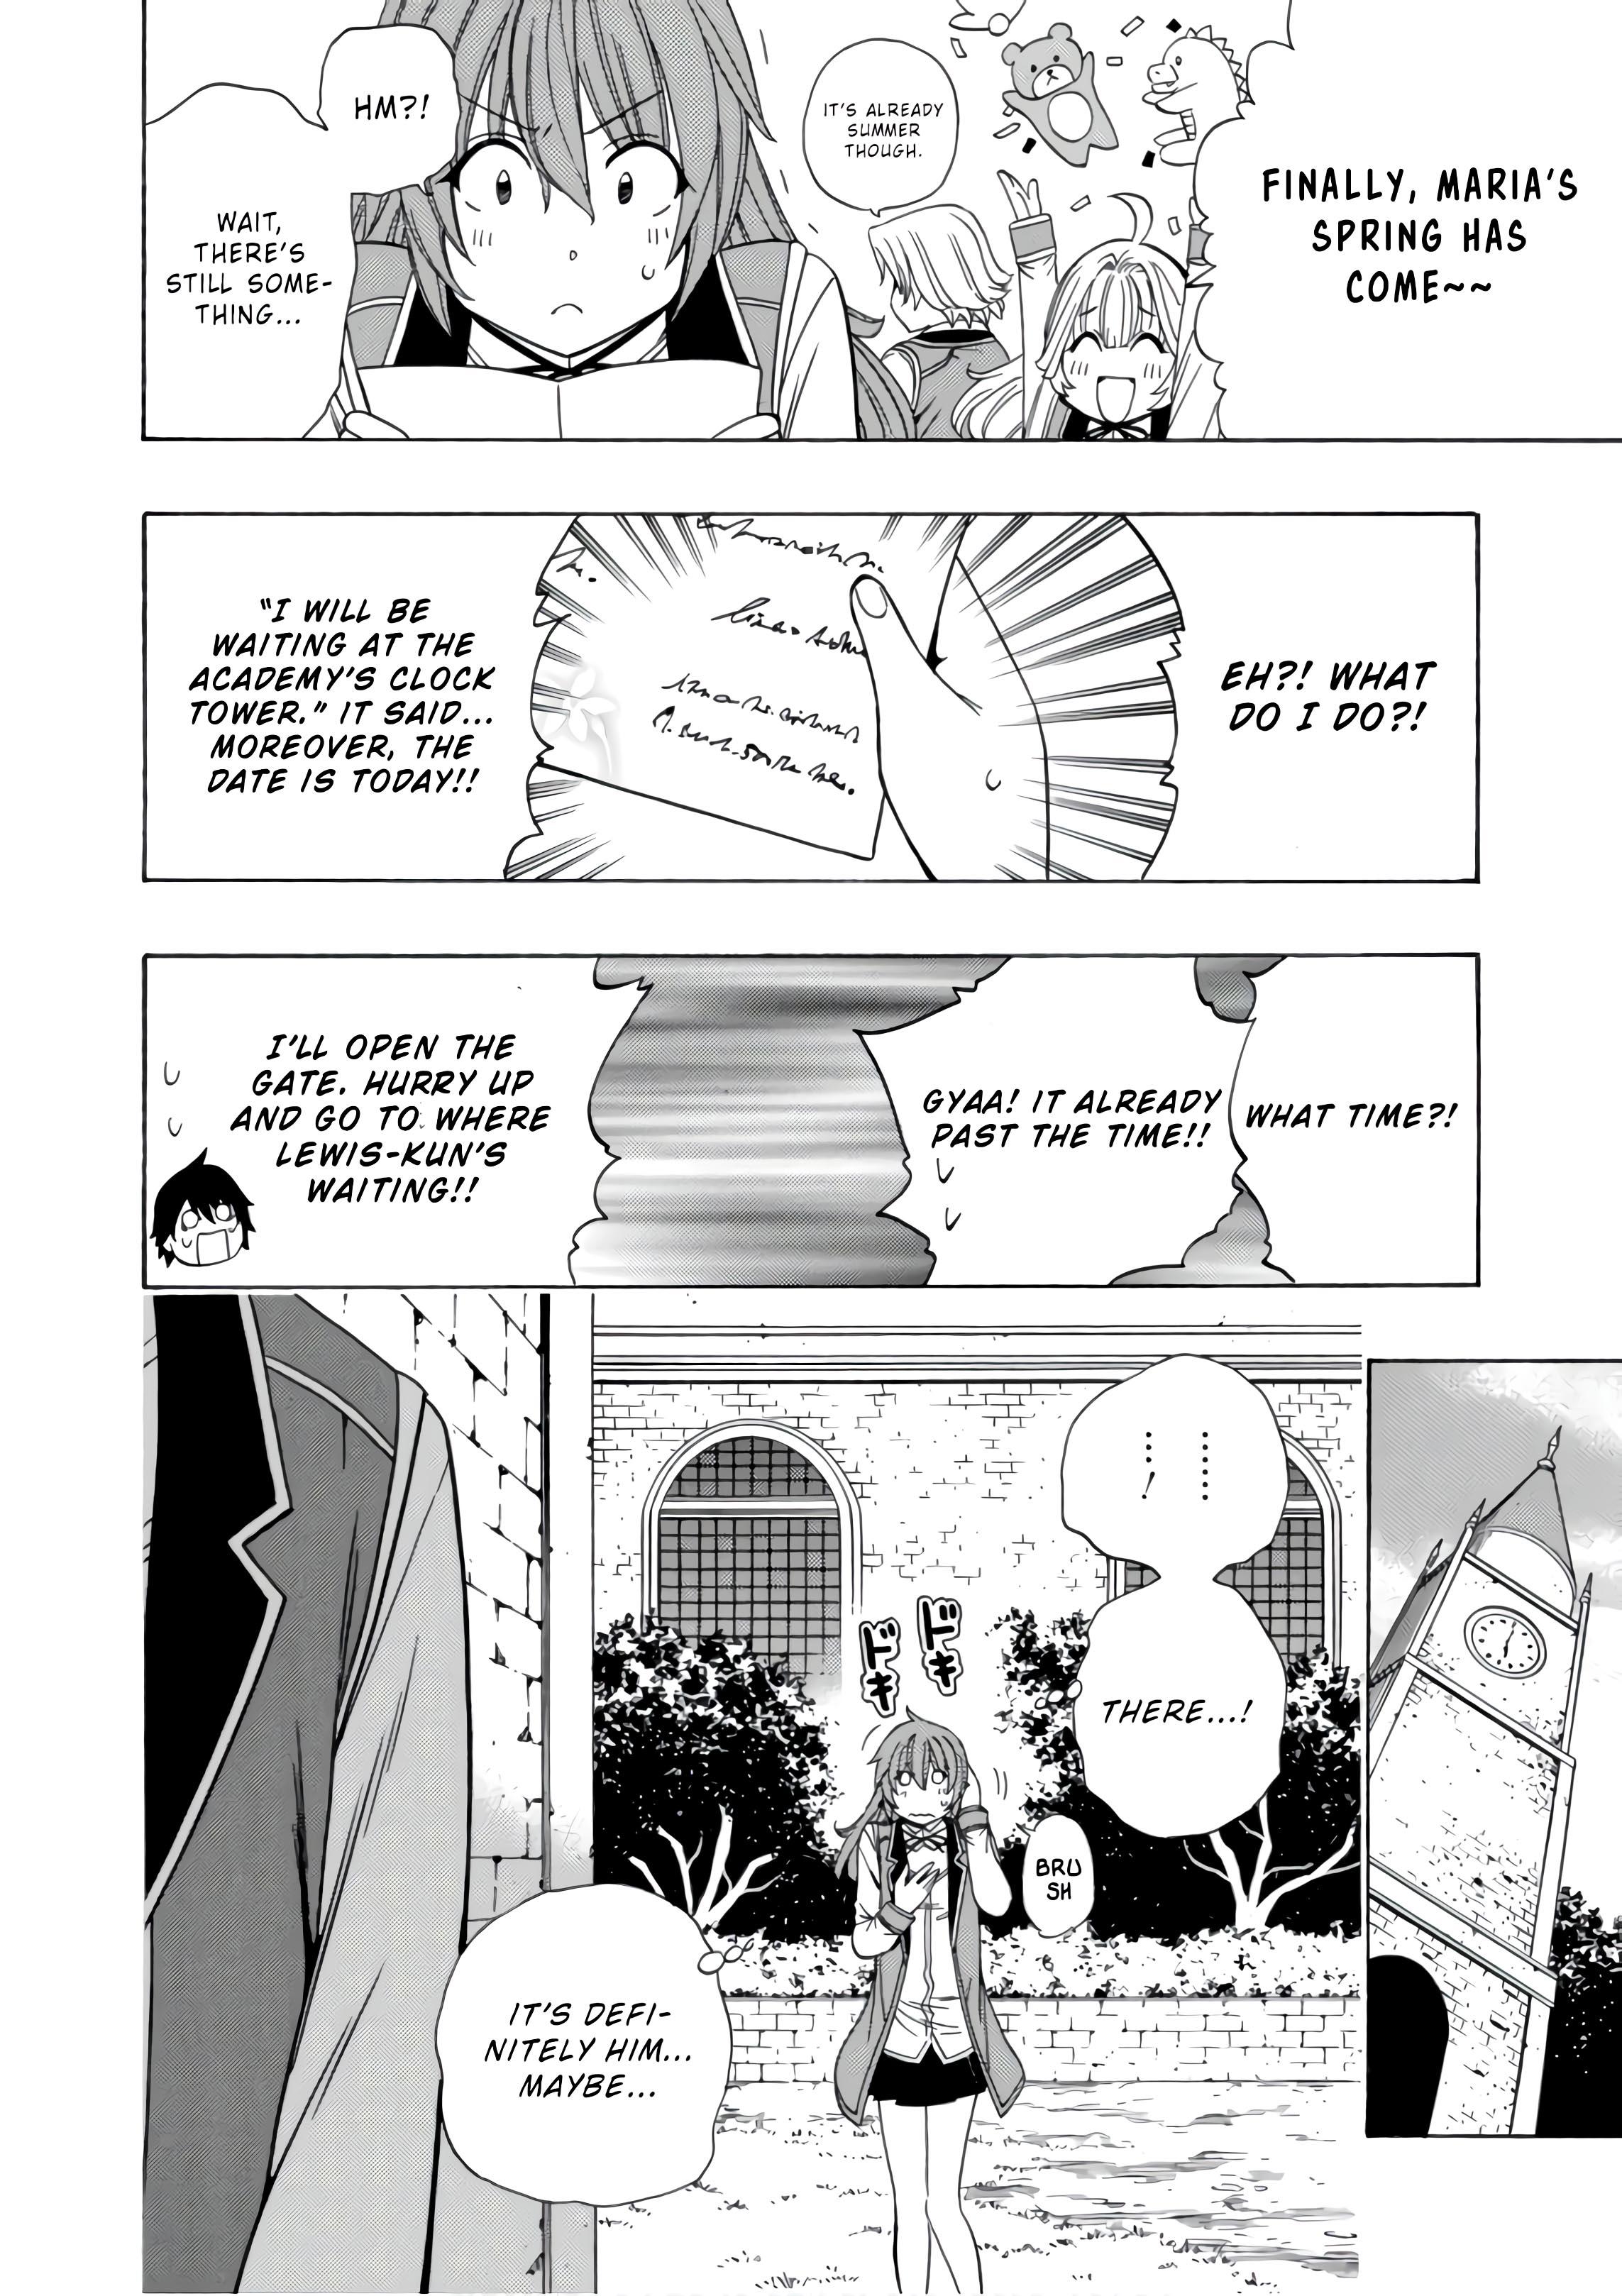 FINALLY, MARIA'S
SPRING HAS
COME~~
IT'S ALREADY
SUMMER
THOUGH.
HM?!
WAIT,
THERE'S
STILL SOME-
THING...
EH?! WHAT
DO I DO?!
"I WILL BE
WAITING AT THE
ACADEMY'S CLOCK
TOWER." IT SAID...
MOREOVER, THE
DATE IS TODAY!!
WHAT TIME?!
GYAA! IT ALREADY
PAST THE TIME!!
I'LL OPEN THE
GATE. HURRY UP
AND GO TO WHERE
LEWIS-KUN'S
WAITING!!
......
....!
THERE...!
ドキ
ドキ
BRU
SH
IT'S DEFI-
NITELY HIM...
MAYBE...